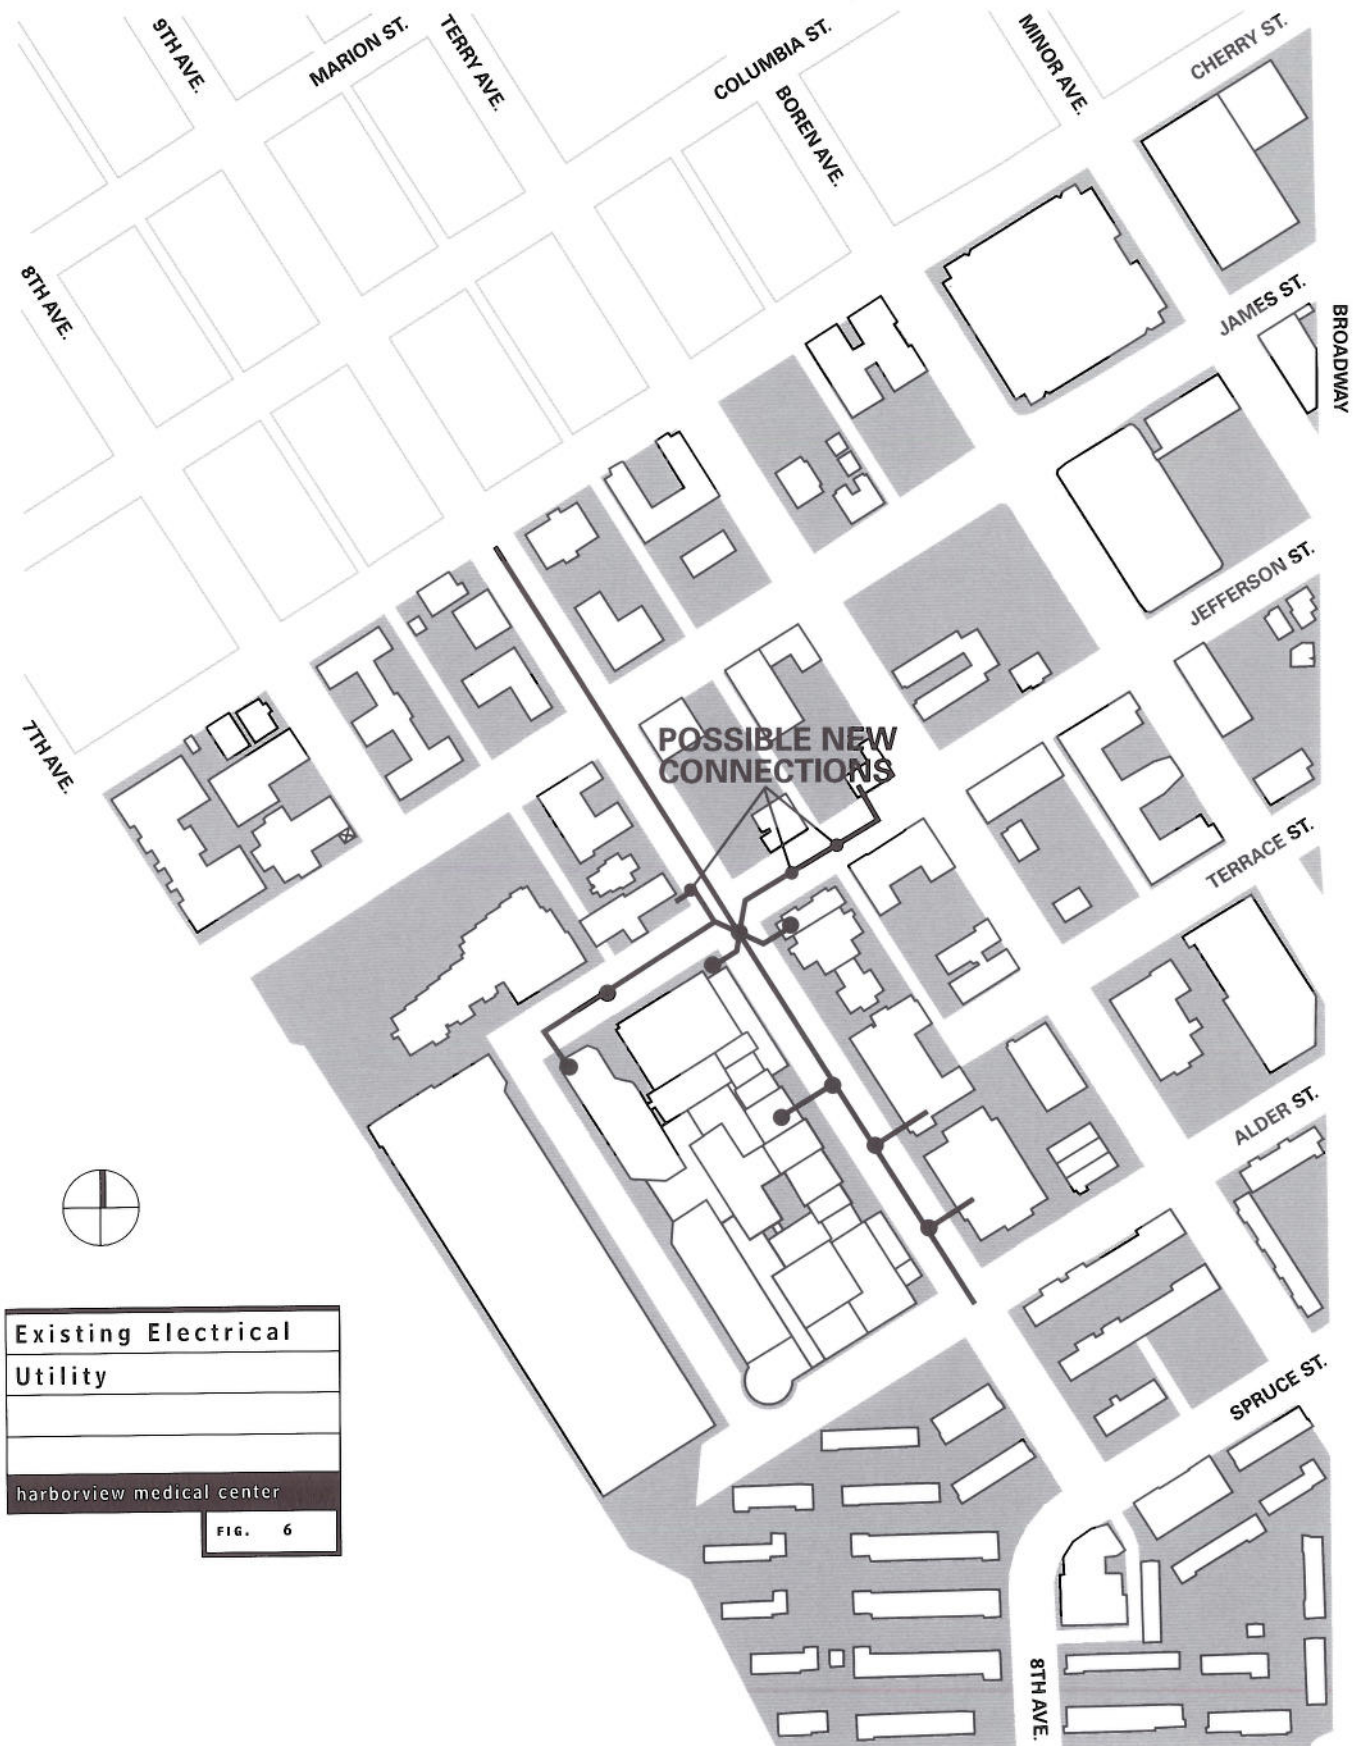 9TH AVE.
MARION ST.
TERRY AVE.
COLUMBIA ST.
BOREN AVE.
MINOR AVE.
CHERRY ST.
8TH AVE.
JAMES ST.
BROADWAY
JEFFERSON ST.
7TH AVE.
POSSIBLE NEW
CONNECTIONS
TERRACE ST.
ALDER ST.
Existing Electrical
Utility
SPRUCE ST.
harborview medical center
FIG. 6
8TH AVE.